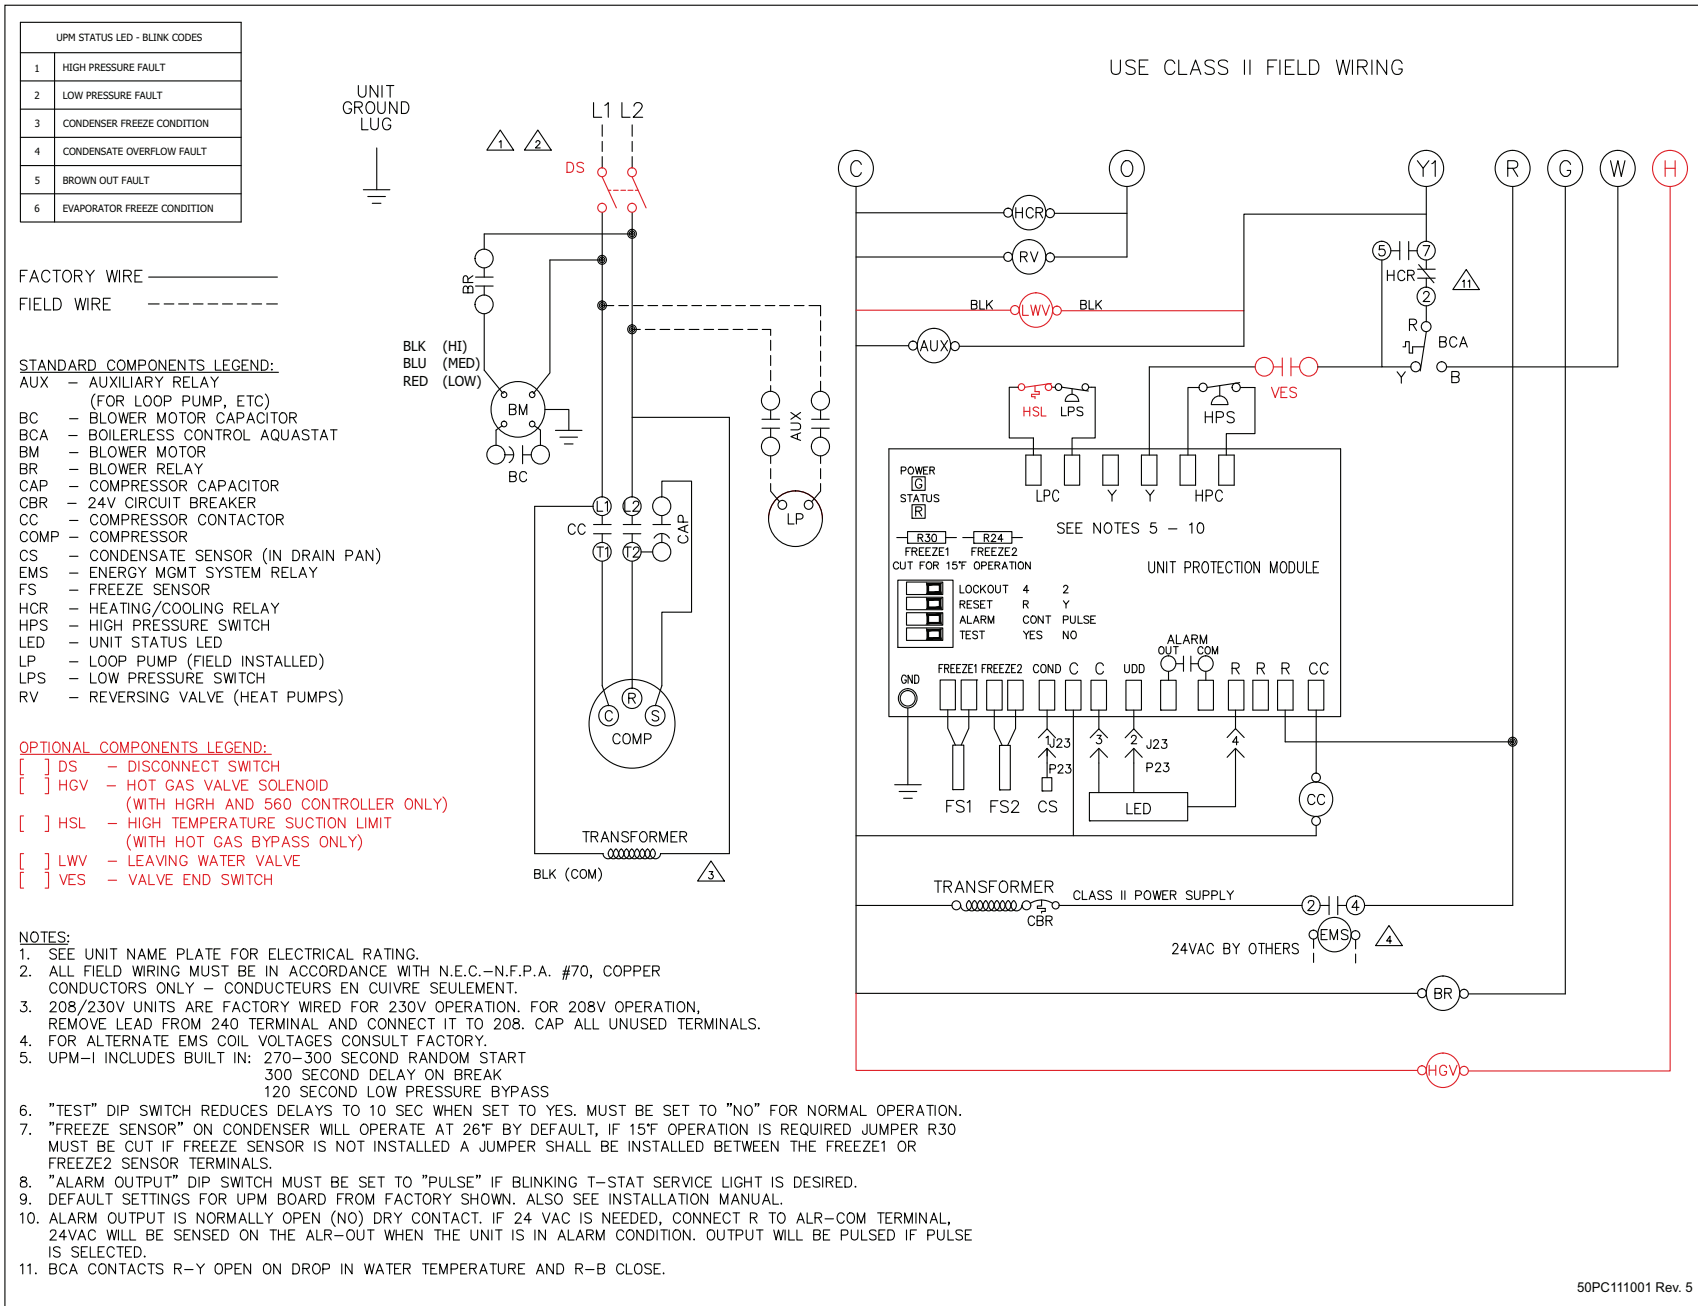 UPM STATUS LED - BLINK CODES
1 HIGH PRESSURE FAULT
2 LOW PRESSURE FAULT
3 CONDENSER FREEZE CONDITION
4 CONDENSATE OVERFLOW FAULT
5 BROWN OUT FAULT
6 EVAPORATOR FREEZE CONDITION
FACTORY WIRE
FIELD WIRE
STANDARD COMPONENTS LEGEND:
AUX – AUXILIARY RELAY
(FOR LOOP PUMP, ETC)
BC – BLOWER MOTOR CAPACITOR
BCA – BOILERLESS CONTROL AQUASTAT
BM – BLOWER MOTOR
BR – BLOWER RELAY
CAP – COMPRESSOR CAPACITOR
CBR – 24V CIRCUIT BREAKER
CC – COMPRESSOR CONTACTOR
COMP – COMPRESSOR
CS – CONDENSATE SENSOR (IN DRAIN PAN)
EMS – ENERGY MGMT SYSTEM RELAY
FS – FREEZE SENSOR
HCR – HEATING/COOLING RELAY
HPS – HIGH PRESSURE SWITCH
LED – UNIT STATUS LED
LP – LOOP PUMP (FIELD INSTALLED)
LPS – LOW PRESSURE SWITCH
RV – REVERSING VALVE (HEAT PUMPS)
OPTIONAL COMPONENTS LEGEND:
[ ] DS – DISCONNECT SWITCH
[ ] HGV – HOT GAS VALVE SOLENOID
(WITH HGRH AND 560 CONTROLLER ONLY)
[ ] HSL – HIGH TEMPERATURE SUCTION LIMIT
(WITH HOT GAS BYPASS ONLY)
[ ] LWV – LEAVING WATER VALVE
[ ] VES – VALVE END SWITCH
UNIT
GROUND
LUG
1 2
L1 L2
DS
BR
BLK (HI)
BLU (MED)
RED (LOW)
BM
BC
AUX
LP
L1 L2
CC
CAP
T1 T2
R
C S
COMP
TRANSFORMER
BLK (COM)
3
USE CLASS II FIELD WIRING
C O Y1 R G W H
HCR
RV
BLK LWV BLK
AUX
5 7
HCR
11
2
R
BCA
Y B
VES
HSL LPS
HPS
POWER
G
STATUS
R
LPC Y Y HPC
SEE NOTES 5 – 10
R30 R24
FREEZE1 FREEZE2
CUT FOR 15°F OPERATION
UNIT PROTECTION MODULE
LOCKOUT 4 2
RESET R Y
ALARM CONT PULSE
TEST YES NO
ALARM
OUT COM
GND
FREEZE1 FREEZE2 COND C C UDD R R R CC
1 J23 3 2 J23 4
P23 P23
FS1 FS2 CS LED CC
TRANSFORMER
CLASS II POWER SUPPLY
CBR
2 4
24VAC BY OTHERS EMS 4
BR
HGV
NOTES:
1. SEE UNIT NAME PLATE FOR ELECTRICAL RATING.
2. ALL FIELD WIRING MUST BE IN ACCORDANCE WITH N.E.C.–N.F.P.A. #70, COPPER
CONDUCTORS ONLY – CONDUCTEURS EN CUIVRE SEULEMENT.
3. 208/230V UNITS ARE FACTORY WIRED FOR 230V OPERATION. FOR 208V OPERATION,
REMOVE LEAD FROM 240 TERMINAL AND CONNECT IT TO 208. CAP ALL UNUSED TERMINALS.
4. FOR ALTERNATE EMS COIL VOLTAGES CONSULT FACTORY.
5. UPM–I INCLUDES BUILT IN: 270–300 SECOND RANDOM START
300 SECOND DELAY ON BREAK
120 SECOND LOW PRESSURE BYPASS
6. "TEST" DIP SWITCH REDUCES DELAYS TO 10 SEC WHEN SET TO YES. MUST BE SET TO "NO" FOR NORMAL OPERATION.
7. "FREEZE SENSOR" ON CONDENSER WILL OPERATE AT 26°F BY DEFAULT, IF 15°F OPERATION IS REQUIRED JUMPER R30
MUST BE CUT IF FREEZE SENSOR IS NOT INSTALLED A JUMPER SHALL BE INSTALLED BETWEEN THE FREEZE1 OR
FREEZE2 SENSOR TERMINALS.
8. "ALARM OUTPUT" DIP SWITCH MUST BE SET TO "PULSE" IF BLINKING T–STAT SERVICE LIGHT IS DESIRED.
9. DEFAULT SETTINGS FOR UPM BOARD FROM FACTORY SHOWN. ALSO SEE INSTALLATION MANUAL.
10. ALARM OUTPUT IS NORMALLY OPEN (NO) DRY CONTACT. IF 24 VAC IS NEEDED, CONNECT R TO ALR–COM TERMINAL,
24VAC WILL BE SENSED ON THE ALR–OUT WHEN THE UNIT IS IN ALARM CONDITION. OUTPUT WILL BE PULSED IF PULSE
IS SELECTED.
11. BCA CONTACTS R–Y OPEN ON DROP IN WATER TEMPERATURE AND R–B CLOSE.
50PC111001 Rev. 5